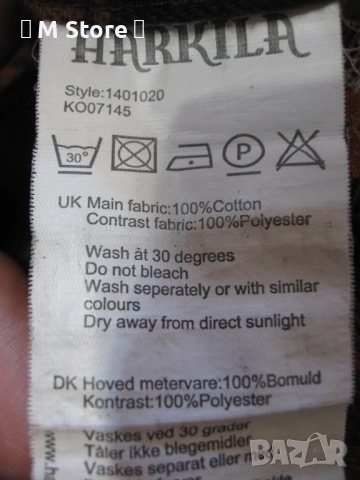 M Store
HARKILA
Style:1401020
KO07145
30°
P
UK Main fabric:100%Cotton
Contrast fabric:100%Polyester
Wash at 30 degrees
Do not bleach
Wash seperately or with similar
colours
Dry away from direct sunlight
DK Hoved metervare:100%Bomuld
Kontrast:100%Polyester
Vaskes ved 30 grader
Tåler ikke blegemidler
Vaskes separat eller m
www.ha
BAZAR